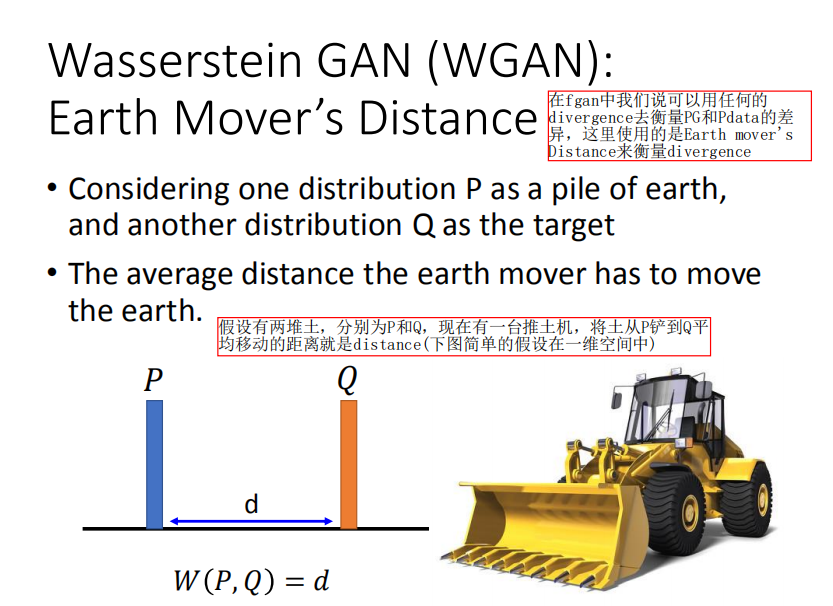 Wasserstein GAN (WGAN):
Earth Mover's Distance
在fgan中我们说可以用任何的
divergence去衡量PG和Pdata的差
异，这里使用的是Earth mover's
Distance来衡量divergence
• Considering one distribution P as a pile of earth,
and another distribution Q as the target
• The average distance the earth mover has to move
the earth.
假设有两堆土，分别为P和Q，现在有一台推土机，将土从P铲到Q平
均移动的距离就是distance(下图简单的假设在一维空间中)
P
Q
d
W(P, Q) = d